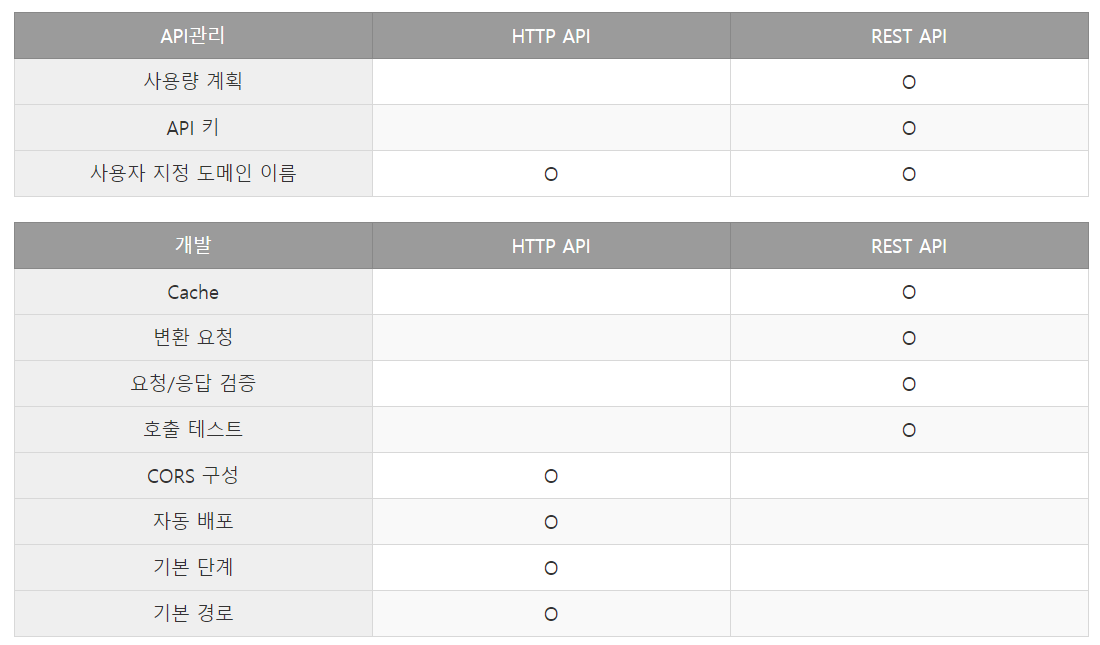 API관리 HTTP API REST API
사용량 계획 O
API 키 O
사용자 지정 도메인 이름 O O
개발 HTTP API REST API
Cache O
변환 요청 O
요청/응답 검증 O
호출 테스트 O
CORS 구성 O
자동 배포 O
기본 단계 O
기본 경로 O